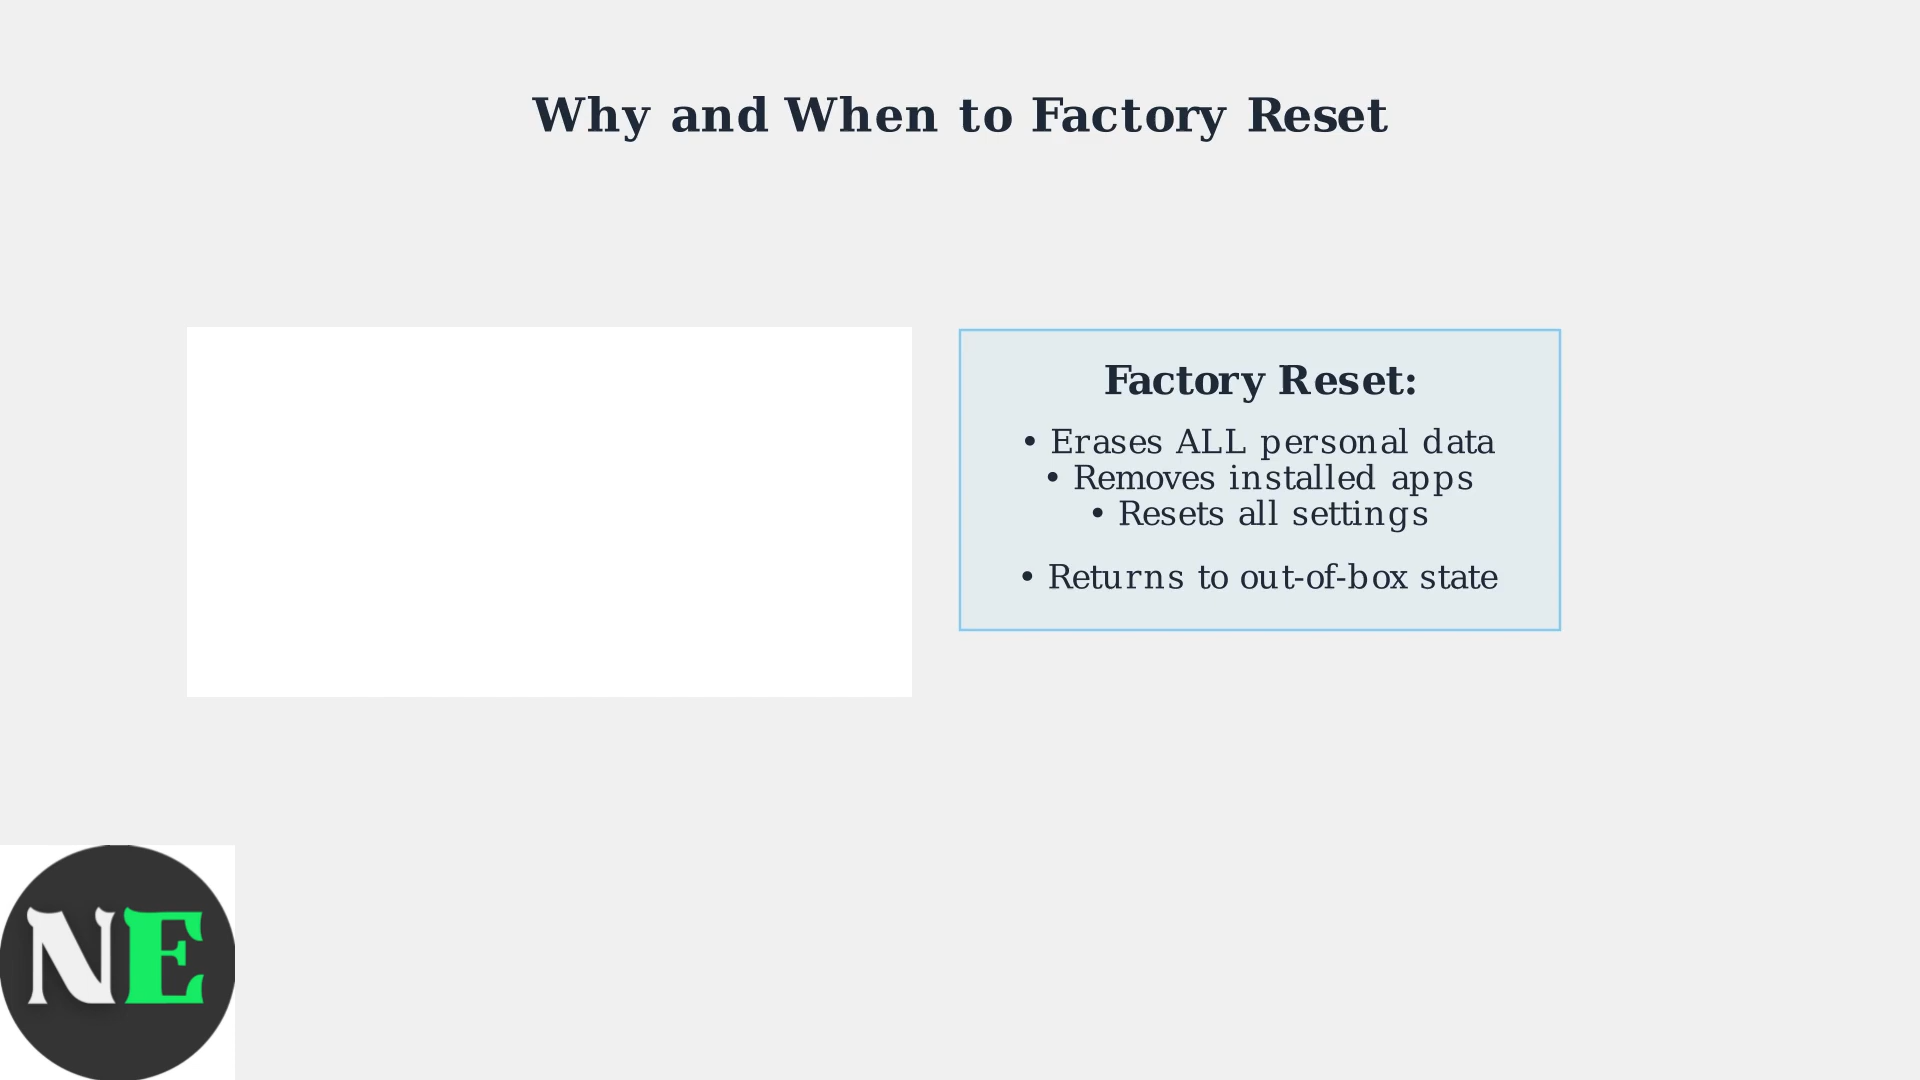 Why and When to Factory Reset
Factory Reset:
• Erases ALL personal data
• Removes installed apps
• Resets all settings
• Returns to out-of-box state
NE